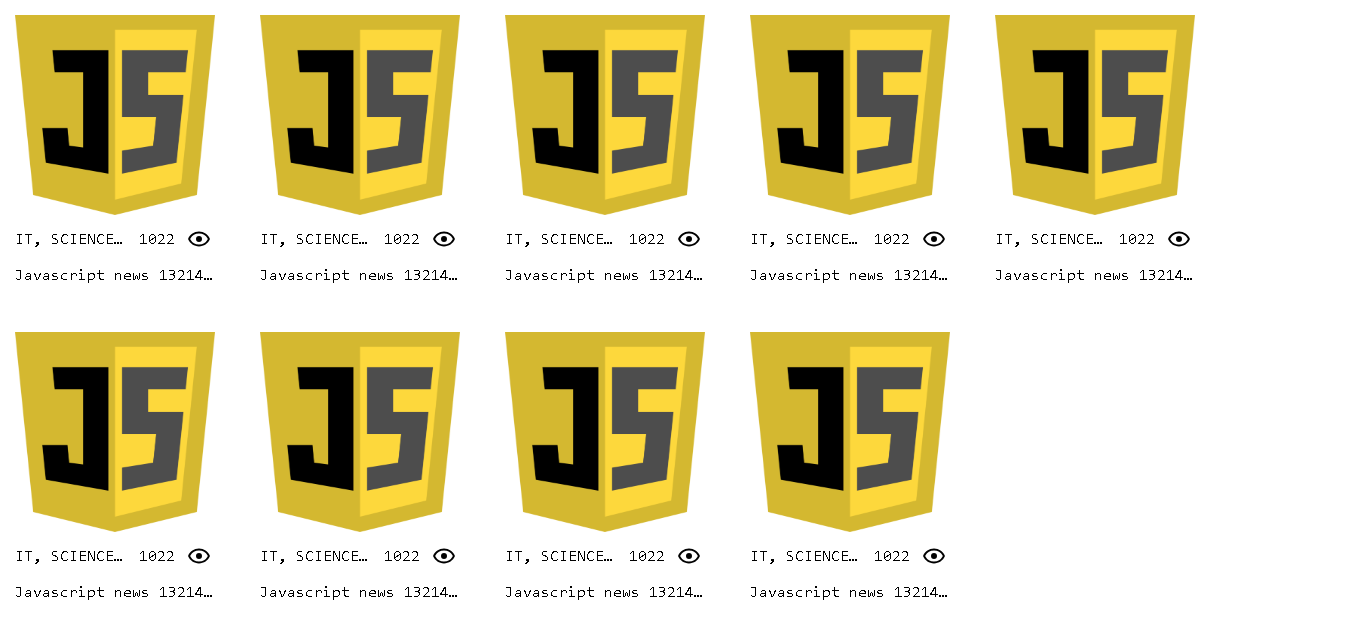 JS JS JS JS JS
IT, SCIENCE… 1022 IT, SCIENCE… 1022 IT, SCIENCE… 1022 IT, SCIENCE… 1022 IT, SCIENCE… 1022
Javascript news 13214… Javascript news 13214… Javascript news 13214… Javascript news 13214… Javascript news 13214…
JS JS JS JS
IT, SCIENCE… 1022 IT, SCIENCE… 1022 IT, SCIENCE… 1022 IT, SCIENCE… 1022
Javascript news 13214… Javascript news 13214… Javascript news 13214… Javascript news 13214…